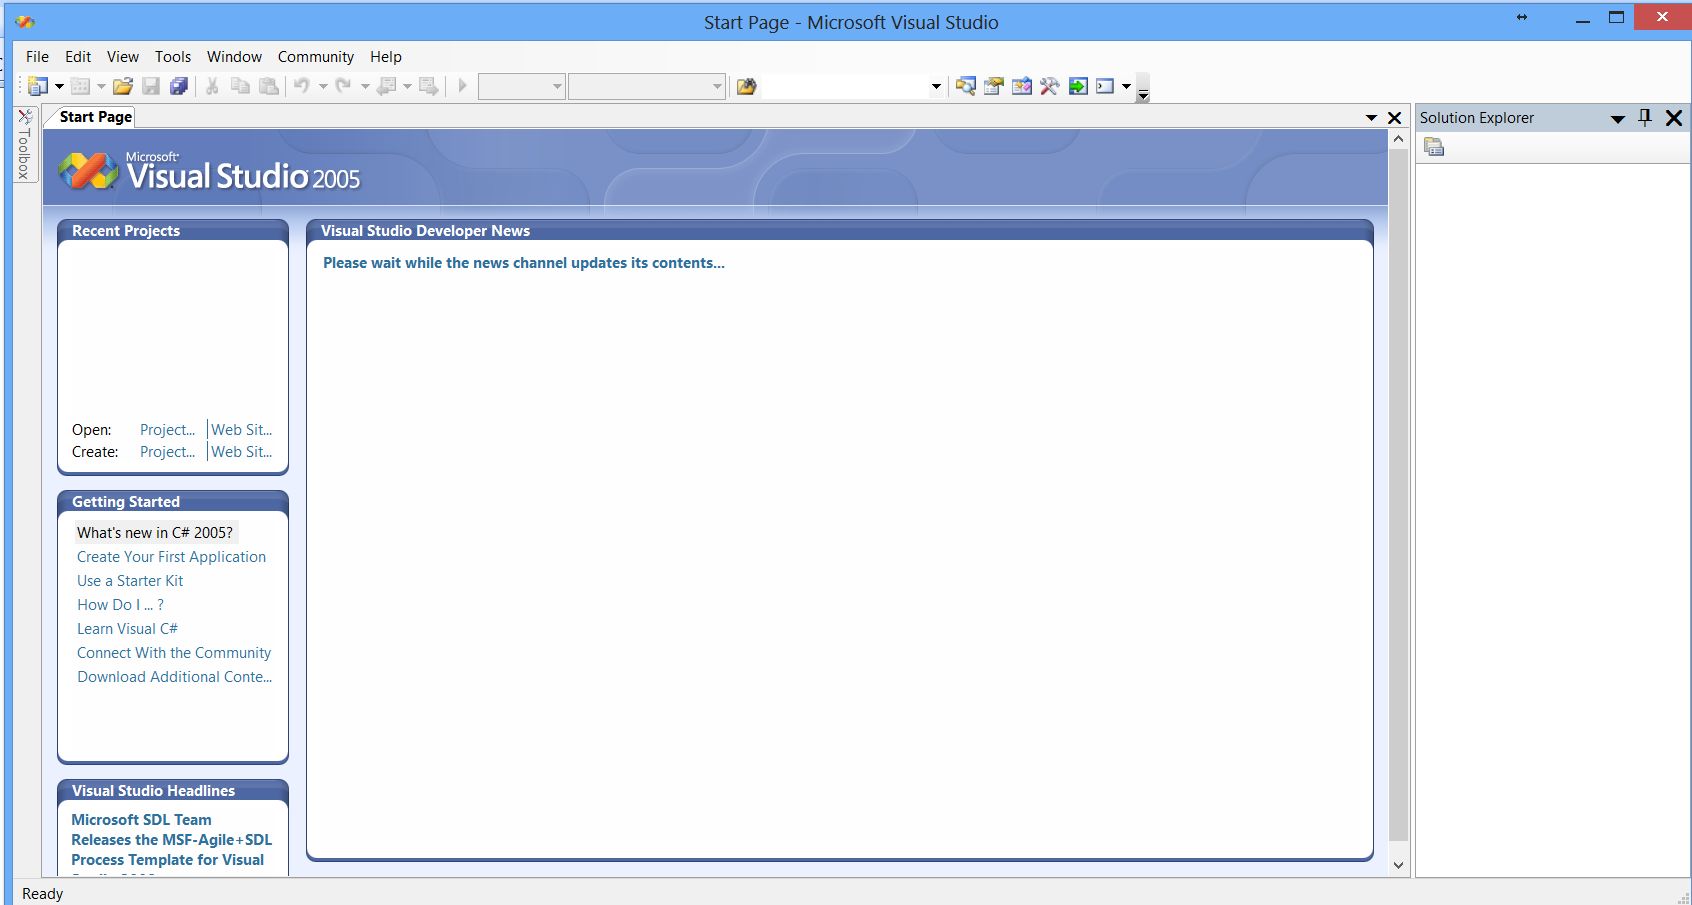 Start Page - Microsoft Visual Studio
File Edit View Tools Window Community Help
Toolbox
Start Page
Solution Explorer
Microsoft
Visual Studio 2005
Recent Projects
Open: Project... Web Sit...
Create: Project... Web Sit...
Getting Started
What's new in C# 2005?
Create Your First Application
Use a Starter Kit
How Do I ... ?
Learn Visual C#
Connect With the Community
Download Additional Conte...
Visual Studio Headlines
Microsoft SDL Team
Releases the MSF-Agile+SDL
Process Template for Visual
Visual Studio Developer News
Please wait while the news channel updates its contents...
Ready